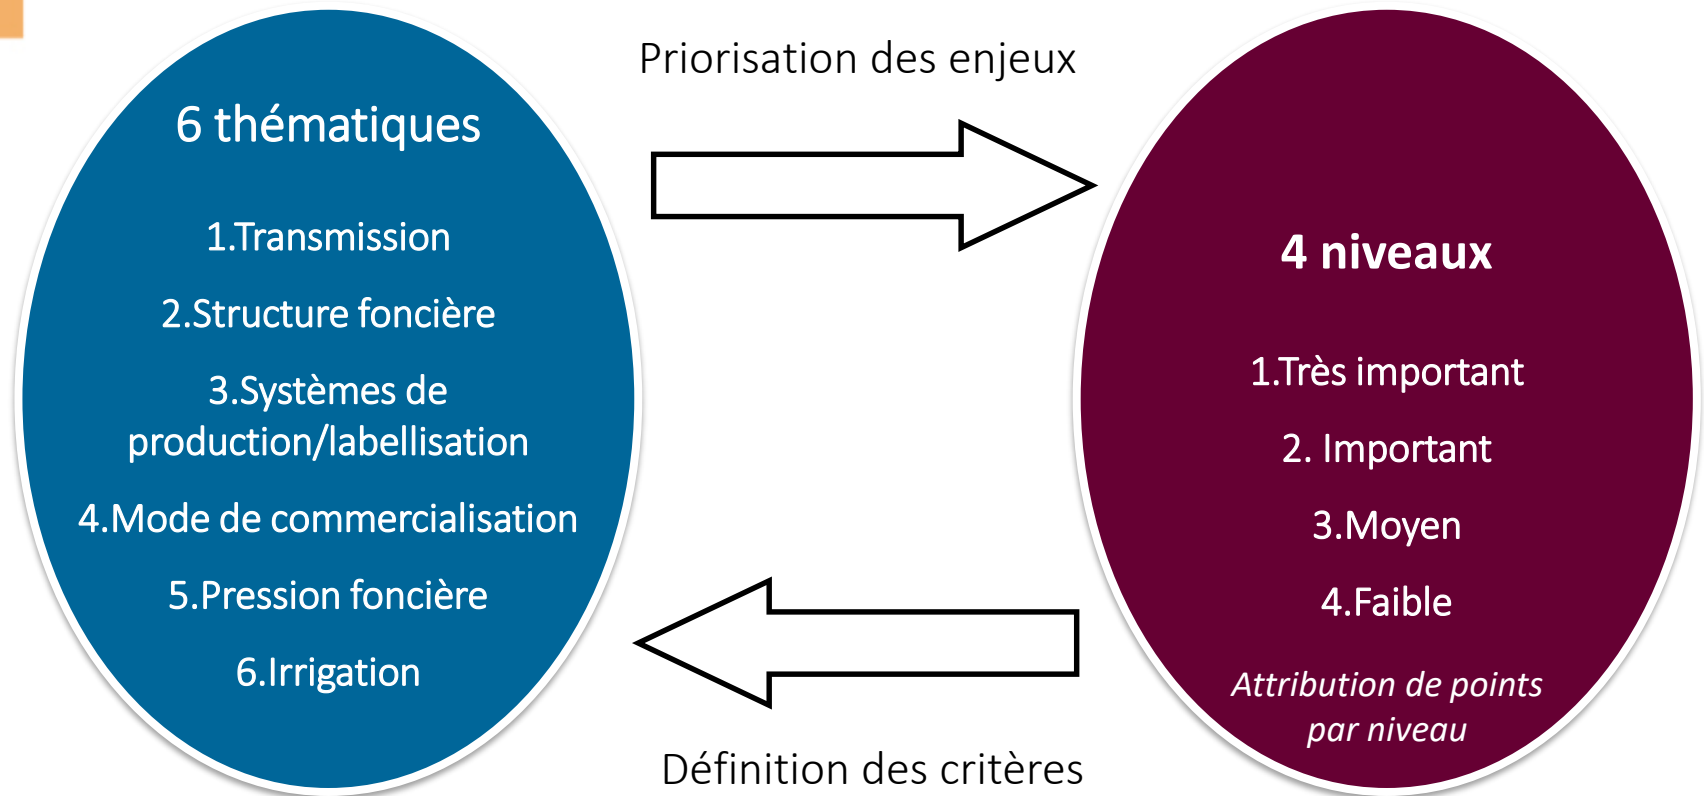 Priorisation des enjeux
6 thématiques
1.Transmission
2.Structure foncière
3.Systèmes de
production/labellisation
4.Mode de commercialisation
5.Pression foncière
6.Irrigation
4 niveaux
1.Très important
2. Important
3.Moyen
4.Faible
Attribution de points
par niveau
Définition des critères